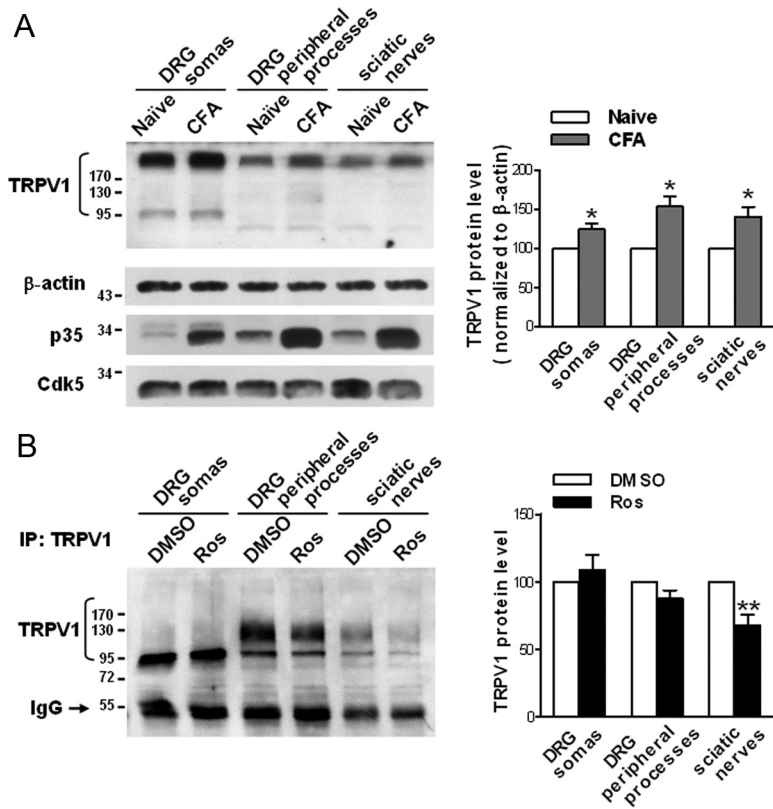 A
DRG somas
DRG peripheral processes
sciatic nerves
Naïve
CFA
Naïve
CFA
Naïve
CFA
TRPV1
170
130
95
β-actin
43
p35
34
Cdk5
34
Naïve
CFA
TRPV1 protein level
( normalized to β-actin)
200
150
100
50
0
*
*
*
DRG somas
DRG peripheral processes
sciatic nerves
B
DRG somas
DRG peripheral processes
sciatic nerves
IP: TRPV1
DMSO
Ros
DMSO
Ros
DMSO
Ros
TRPV1
170
130
95
72
IgG →
55
DMSO
Ros
TRPV1 protein level
150
100
50
0
**
DRG somas
DRG peripheral processes
sciatic nerves